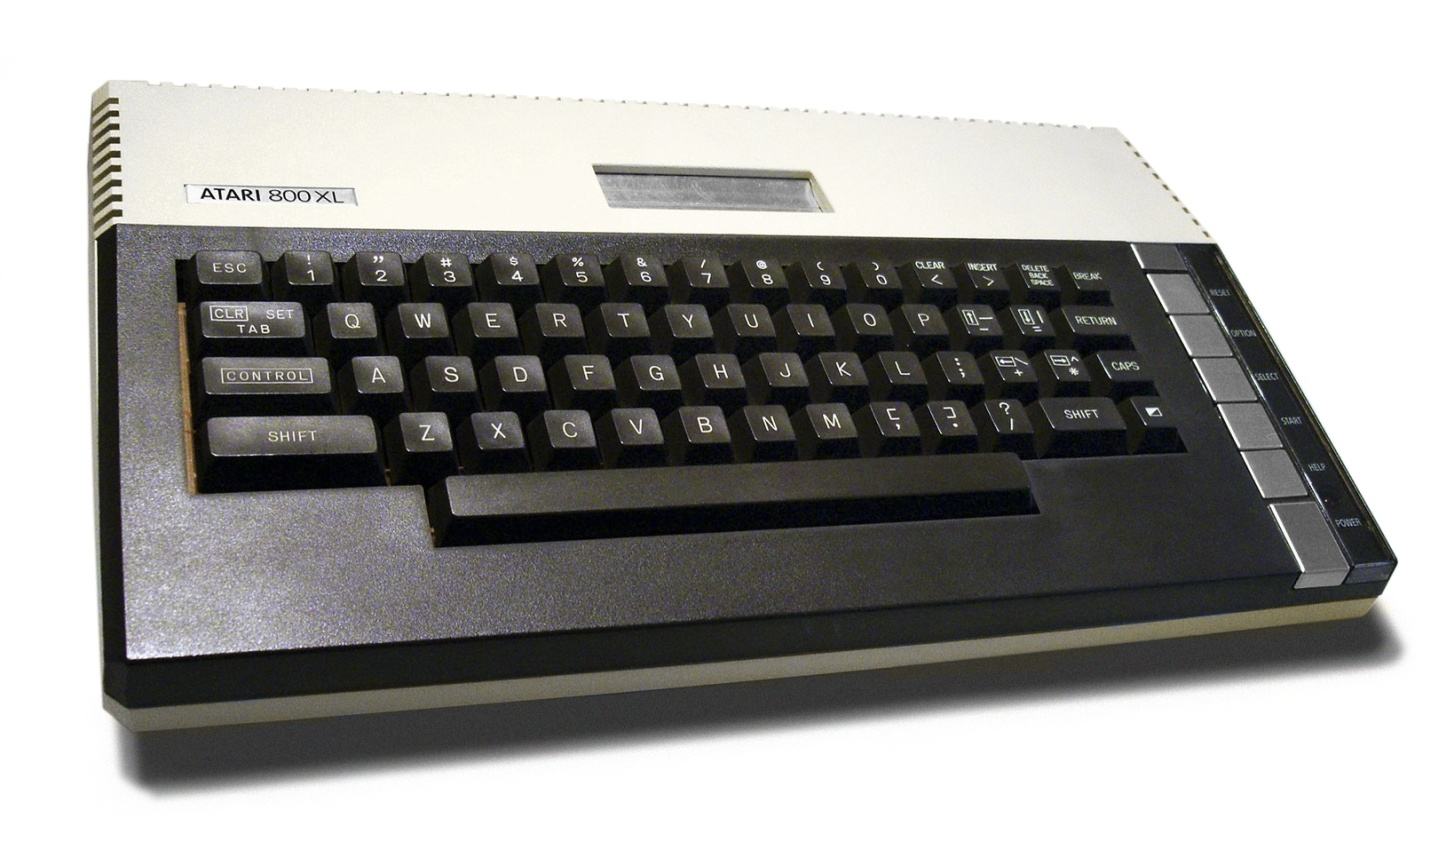 ATARI 800XL
ESC ! 1 " 2 # 3 $ 4 % 5 & 6 ' 7 @ 8 ( 9 ) 0 CLEAR < INSERT > DELETE BACK SPACE BREAK
CLR SET TAB Q W E R T Y U I O P ↑ — _ ↓ | = RETURN
CONTROL A S D F G H J K L : ; ← \ + → ^ * CAPS
SHIFT Z X C V B N M [ , ] . ? / SHIFT
RESET
OPTION
SELECT
START
HELP
POWER